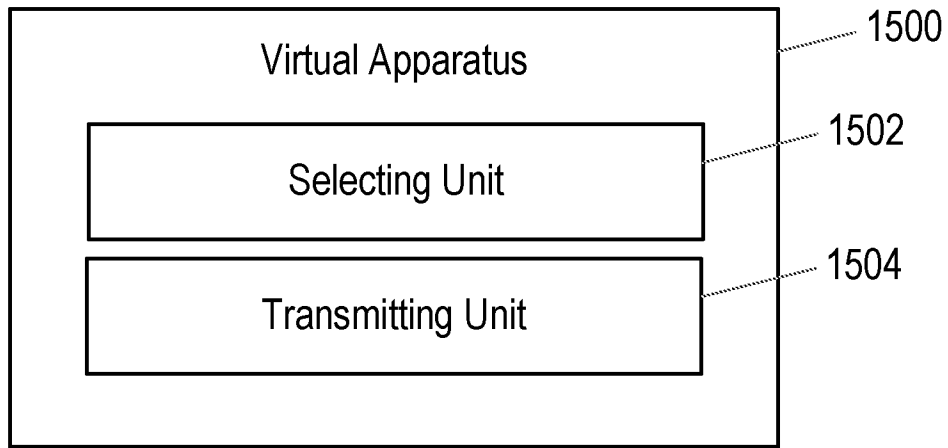 1500
Virtual Apparatus
1502
Selecting Unit
1504
Transmitting Unit